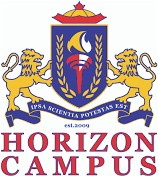 IPSA SCIENTIA POTESTAS EST
est.2009
HORIZON
CAMPUS